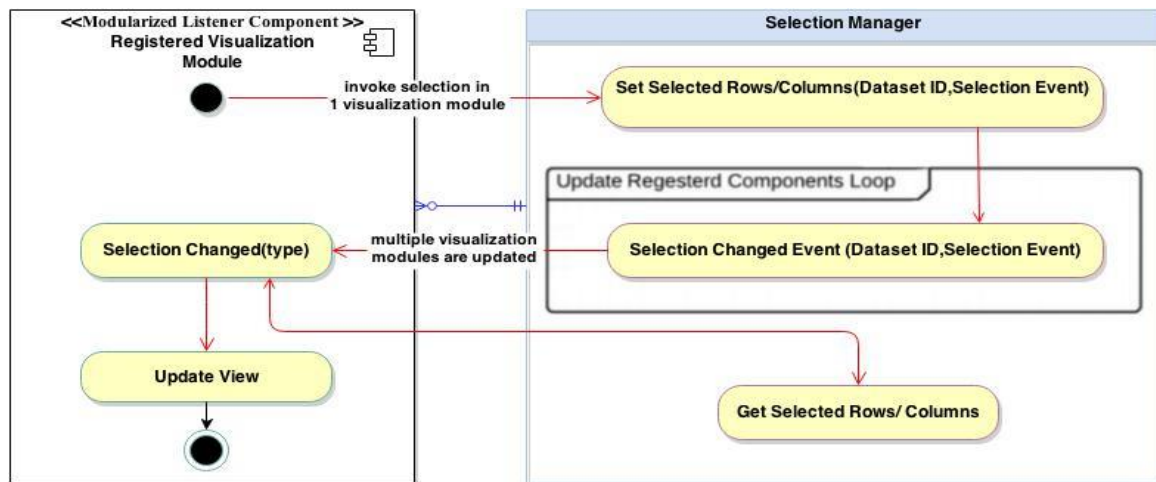 <<Modularized Listener Component >>
Registered Visualization
Module
Selection Manager
invoke selection in
1 visualization module
Set Selected Rows/Columns(Dataset ID,Selection Event)
Update Regesterd Components Loop
Selection Changed(type)
multiple visualization
modules are updated
Selection Changed Event (Dataset ID,Selection Event)
Update View
Get Selected Rows/ Columns